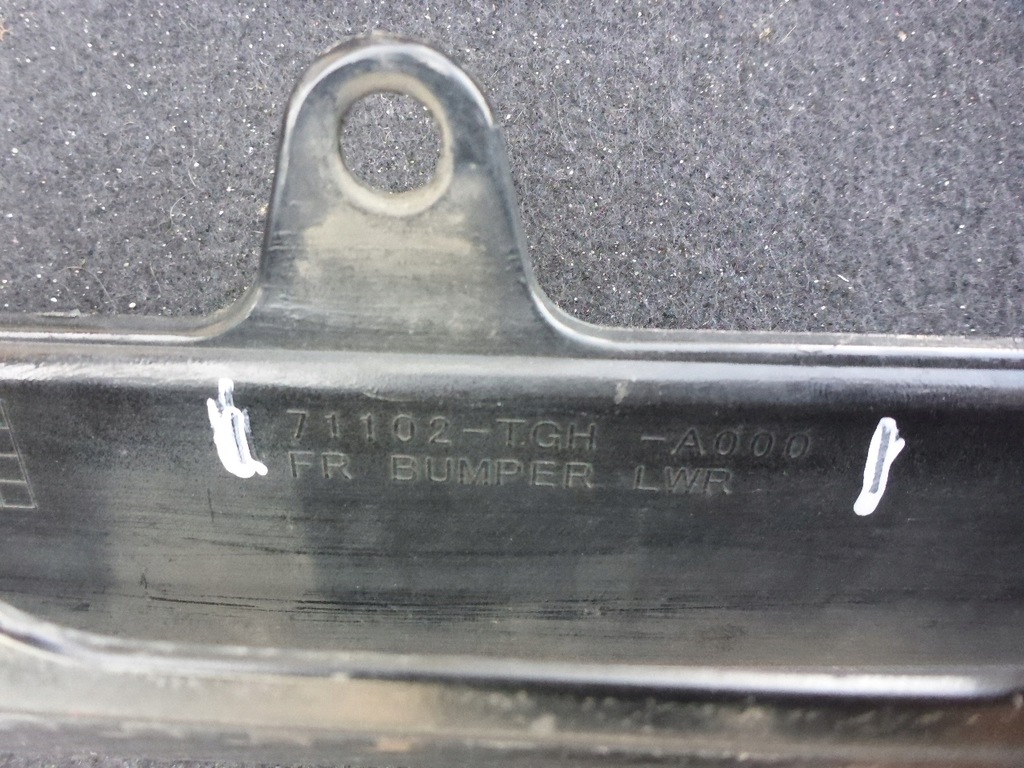 71102-TGH -A000
FR BUMPER LWR